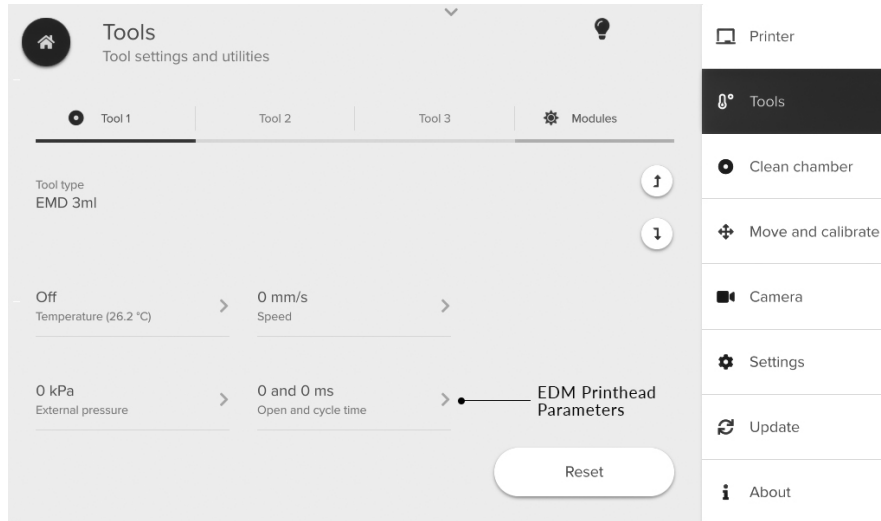 Tools
Tool settings and utilities
Tool 1
Tool 2
Tool 3
Modules
Tool type
EMD 3ml
Off
Temperature (26.2 °C)
0 mm/s
Speed
0 kPa
External pressure
0 and 0 ms
Open and cycle time
EDM Printhead
Parameters
Reset
Printer
Tools
Clean chamber
Move and calibrate
Camera
Settings
Update
About